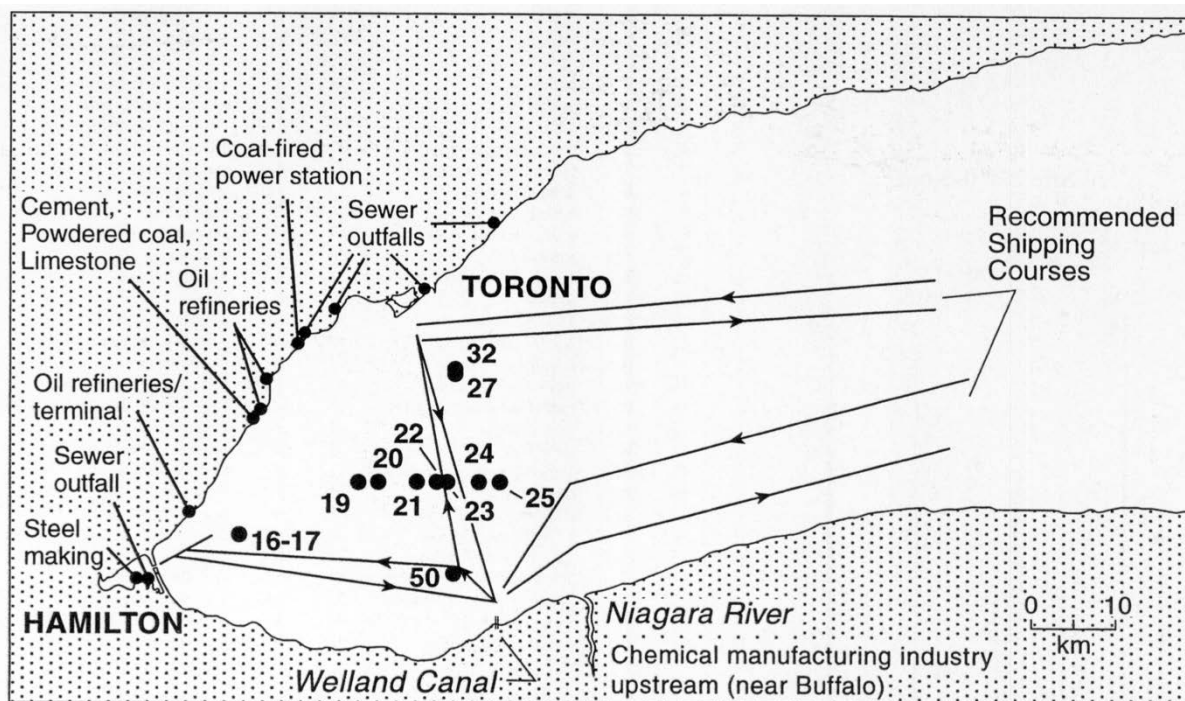 Coal-fired
power station
Cement,
Powdered coal,
Limestone
Sewer
outfalls
Oil
refineries
TORONTO
Recommended
Shipping
Courses
Oil refineries/
terminal
Sewer
outfall
Steel
making
HAMILTON
32
27
22
24
20
19
21
23
25
16-17
50
Niagara River
Chemical manufacturing industry
upstream (near Buffalo)
Welland Canal
0 10
km